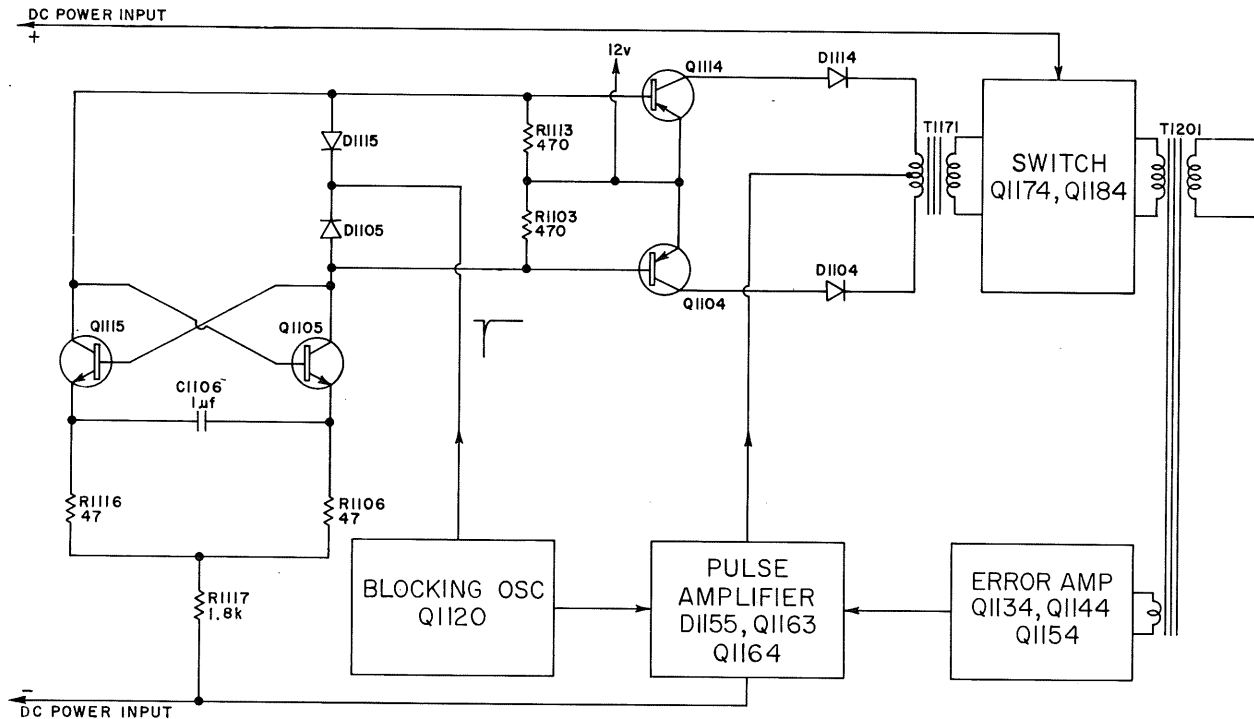 DC POWER INPUT
+
12v
Q1114
D1114
D1115
R1113
470
T1171
T1201
SWITCH
Q1174, Q1184
D1105
R1103
470
D1104
Q1104
Q1115
Q1105
C1106
1µf
R1116
47
R1106
47
BLOCKING OSC
Q1120
PULSE
AMPLIFIER
D1155, Q1163
Q1164
ERROR AMP
Q1134, Q1144
Q1154
R1117
1.8k
-
DC POWER INPUT